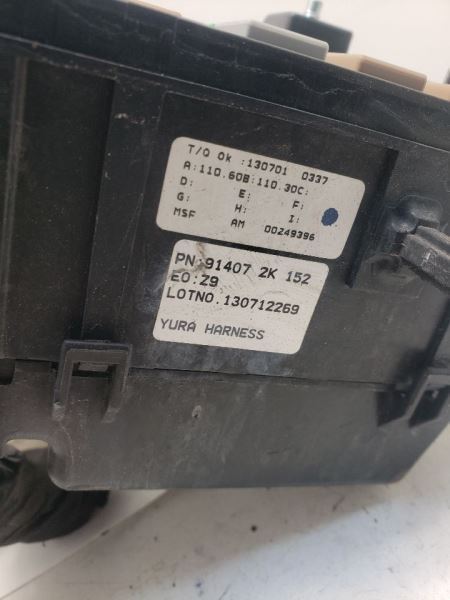 T/Q Ok :130701 0337
A:110.60B:110.30C:
D: E: F:
G: H: I:
MSF AM 00249396
PN:91407 2K 152
EO:Z9
LOTNO.130712269
YURA HARNESS